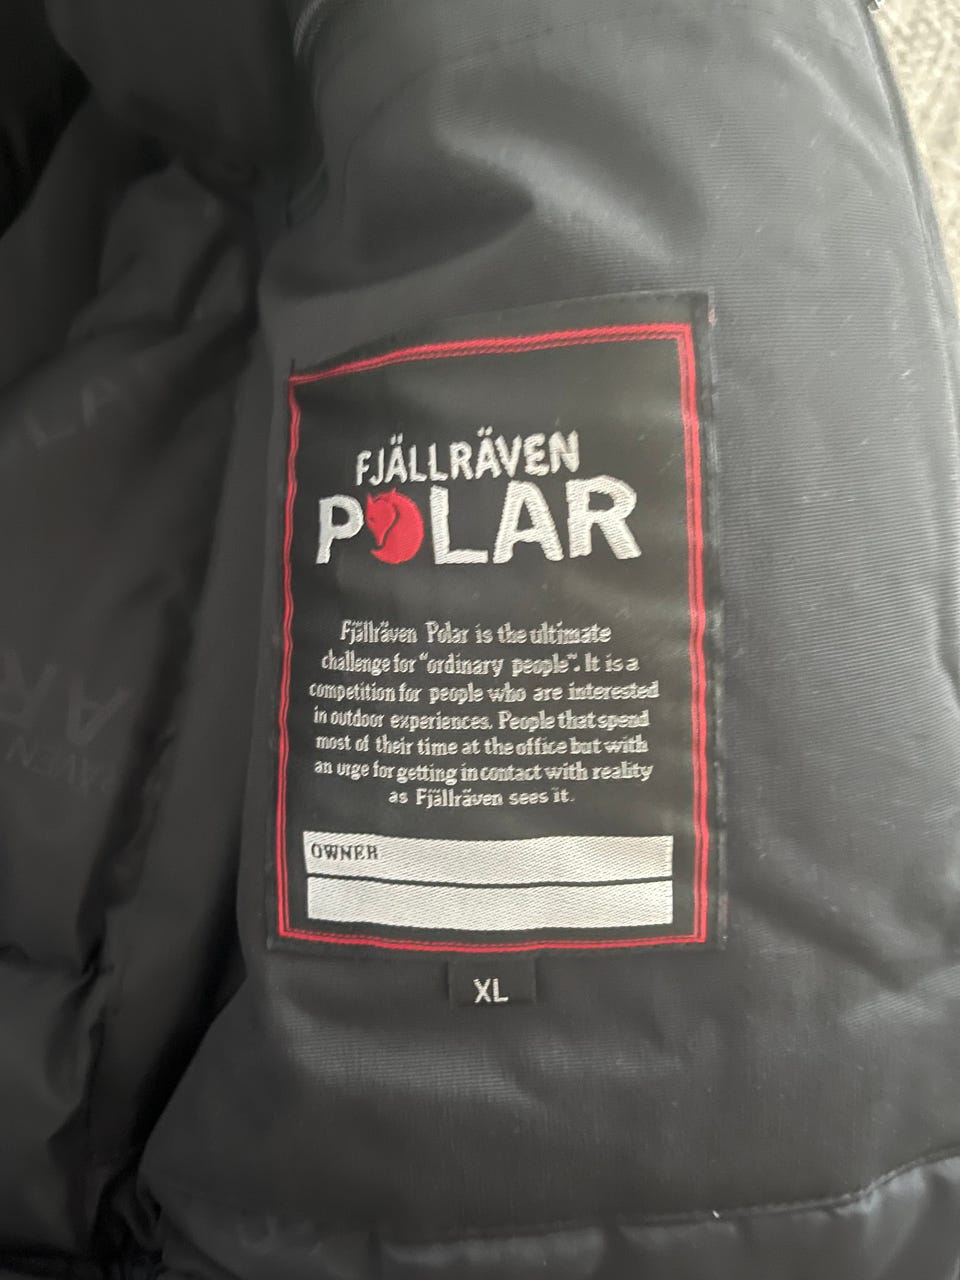 FJÄLLRÄVEN
POLAR
Fjällräven Polar is the ultimate
challenge for "ordinary people". It is a
competition for people who are interested
in outdoor experiences. People that spend
most of their time at the office but with
an urge for getting in contact with reality
as Fjällräven sees it.
OWNER
XL